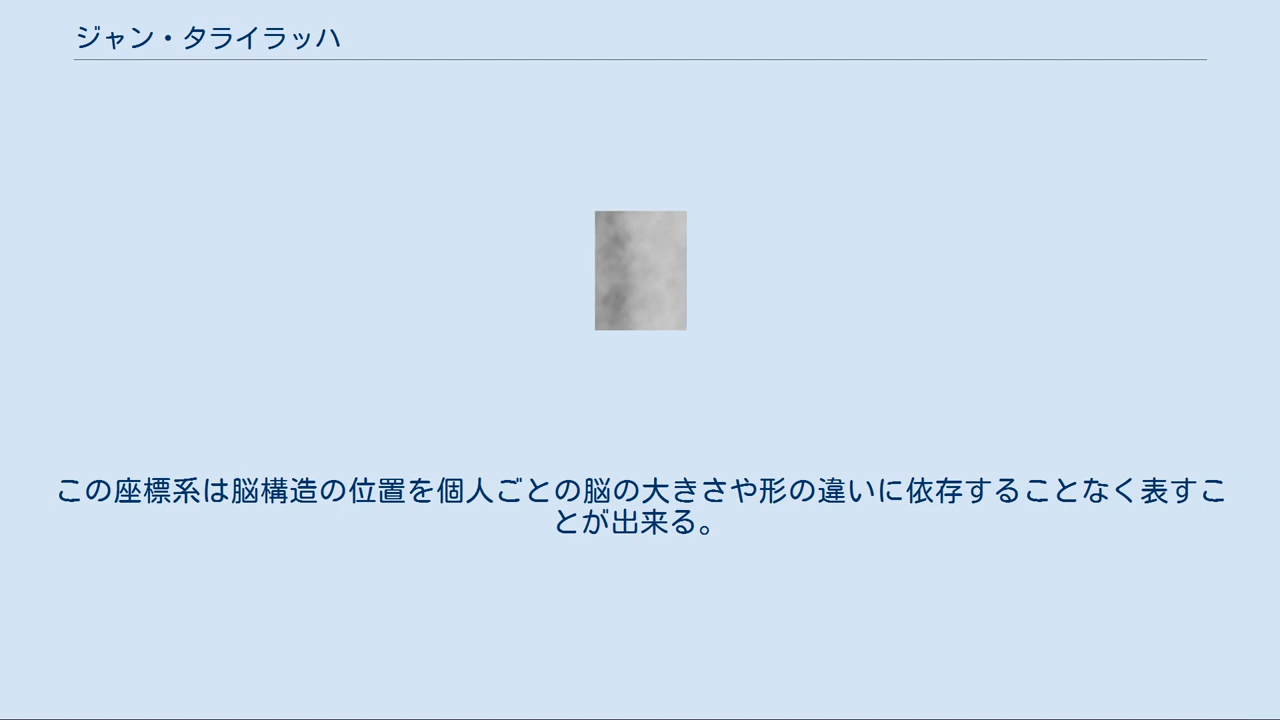 ジャン・タライラッハ
この座標系は脳構造の位置を個人ごとの脳の大きさや形の違いに依存することなく表すこ
とが出来る。